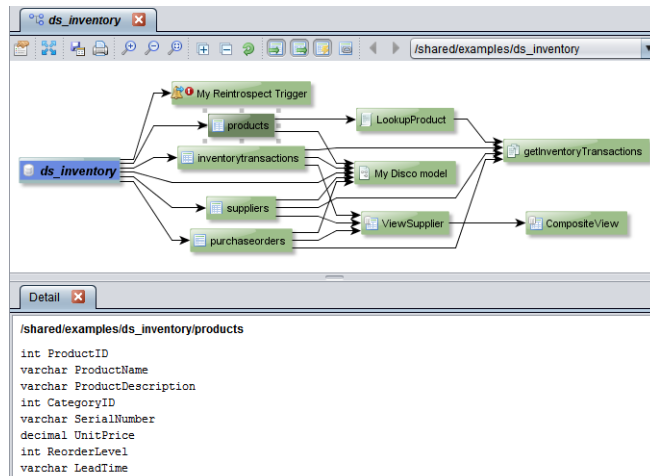 ds_inventory
/shared/examples/ds_inventory
My Reintrospect Trigger
products
LookupProduct
inventorytransactions
getInventoryTransactions
ds_inventory
My Disco model
suppliers
ViewSupplier
CompositeView
purchaseorders
Detail
/shared/examples/ds_inventory/products
int ProductID
varchar ProductName
varchar ProductDescription
int CategoryID
varchar SerialNumber
decimal UnitPrice
int ReorderLevel
varchar LeadTime